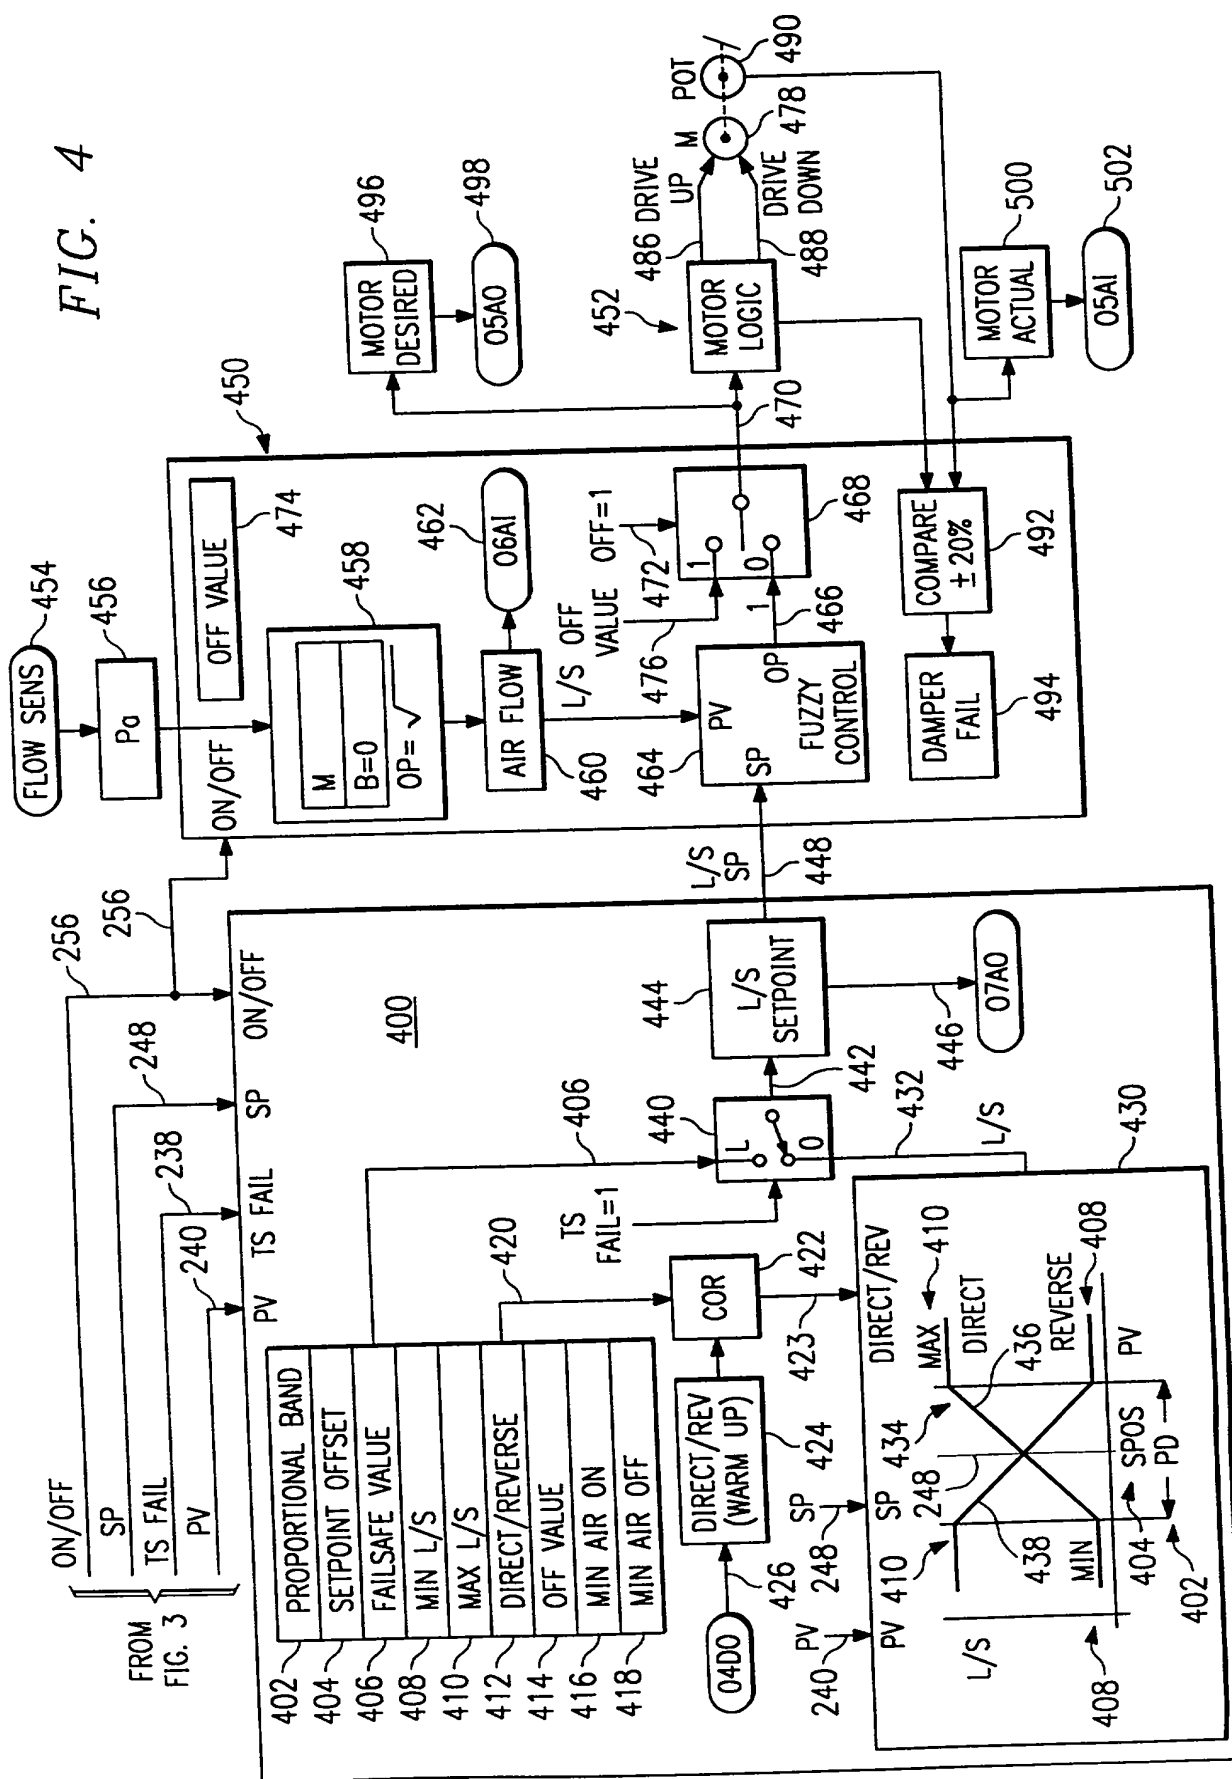 FIG. 4
FROM
FIG. 3
ON/OFF
SP
TS FAIL
PV
256
256
248
238
240
PV
TS FAIL
SP
ON/OFF
400
402 PROPORTIONAL BAND
404 SETPOINT OFFSET
406 FAILSAFE VALUE
408 MIN L/S
410 MAX L/S
412 DIRECT/REVERSE
414 OFF VALUE
416 MIN AIR ON
418 MIN AIR OFF
420
406
TS
FAIL=1
COR
422
423
DIRECT/REV
(WARM UP)
424
426
04D0
440
L
0
442
432
L/S
444
L/S
SETPOINT
446
07A0
L/S
SP
448
240
PV
248
SP
PV
SP
DIRECT/REV
430
L/S
410
434
MAX
410
DIRECT
436
REVERSE
408
248
438
MIN
PV
408
404
SPOS
PD
402
FLOW SENS
454
Pa
456
ON/OFF
OFF VALUE
474
450
M
B=0
OP=√
458
AIR FLOW
460
462
06AI
L/S OFF
VALUE
OFF=1
472
476
1
0
468
464
PV
SP
OP
FUZZY
CONTROL
1
466
470
COMPARE
± 20%
492
DAMPER
FAIL
494
MOTOR
DESIRED
496
05A0
498
452
MOTOR
LOGIC
486
DRIVE
UP
488
DRIVE
DOWN
M
478
POT
490
MOTOR
ACTUAL
500
05AI
502